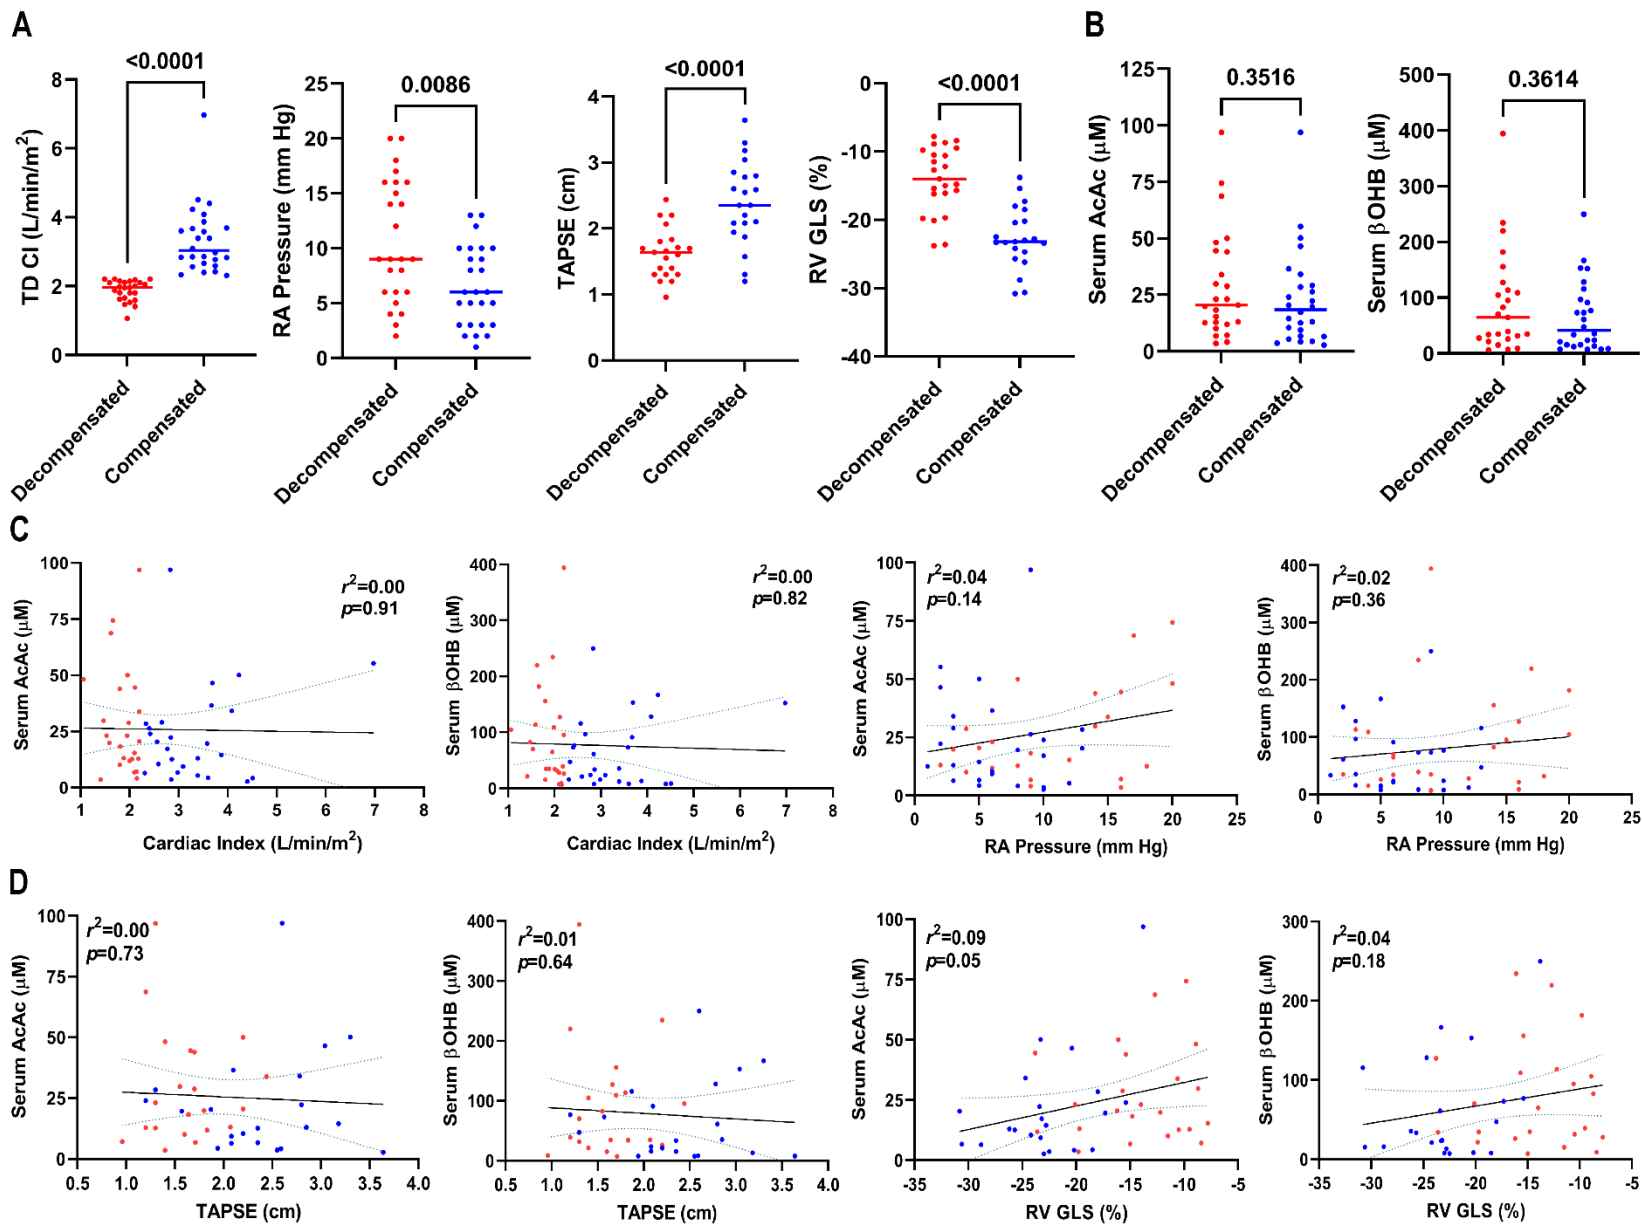 A
B
<0.0001
TD CI (L/min/m2)
8
6
4
2
0
Decompensated
Compensated
0.0086
RA Pressure (mm Hg)
25
20
15
10
5
0
Decompensated
Compensated
<0.0001
TAPSE (cm)
4
3
2
1
0
Decompensated
Compensated
<0.0001
RV GLS (%)
-0
-10
-20
-30
-40
Decompensated
Compensated
0.3516
Serum AcAc (μM)
125
100
75
50
25
0
Decompensated
Compensated
0.3614
Serum βOHB (μM)
500
400
300
200
100
0
Decompensated
Compensated
C
Serum AcAc (μM)
100
75
50
25
0
r2=0.00
p=0.91
1 2 3 4 5 6 7 8
Cardiac Index (L/min/m2)
Serum βOHB (μM)
400
300
200
100
0
r2=0.00
p=0.82
1 2 3 4 5 6 7 8
Cardiac Index (L/min/m2)
Serum AcAc (μM)
100
75
50
25
0
r2=0.04
p=0.14
0 5 10 15 20 25
RA Pressure (mm Hg)
Serum βOHB (μM)
400
300
200
100
0
r2=0.02
p=0.36
0 5 10 15 20 25
RA Pressure (mm Hg)
D
Serum AcAc (μM)
100
75
50
25
0
r2=0.00
p=0.73
0.5 1.0 1.5 2.0 2.5 3.0 3.5 4.0
TAPSE (cm)
Serum βOHB (μM)
400
300
200
100
0
r2=0.01
p=0.64
0.5 1.0 1.5 2.0 2.5 3.0 3.5 4.0
TAPSE (cm)
Serum AcAc (μM)
100
75
50
25
0
r2=0.09
p=0.05
-35 -30 -25 -20 -15 -10 -5
RV GLS (%)
Serum βOHB (μM)
300
200
100
0
r2=0.04
p=0.18
-35 -30 -25 -20 -15 -10 -5
RV GLS (%)